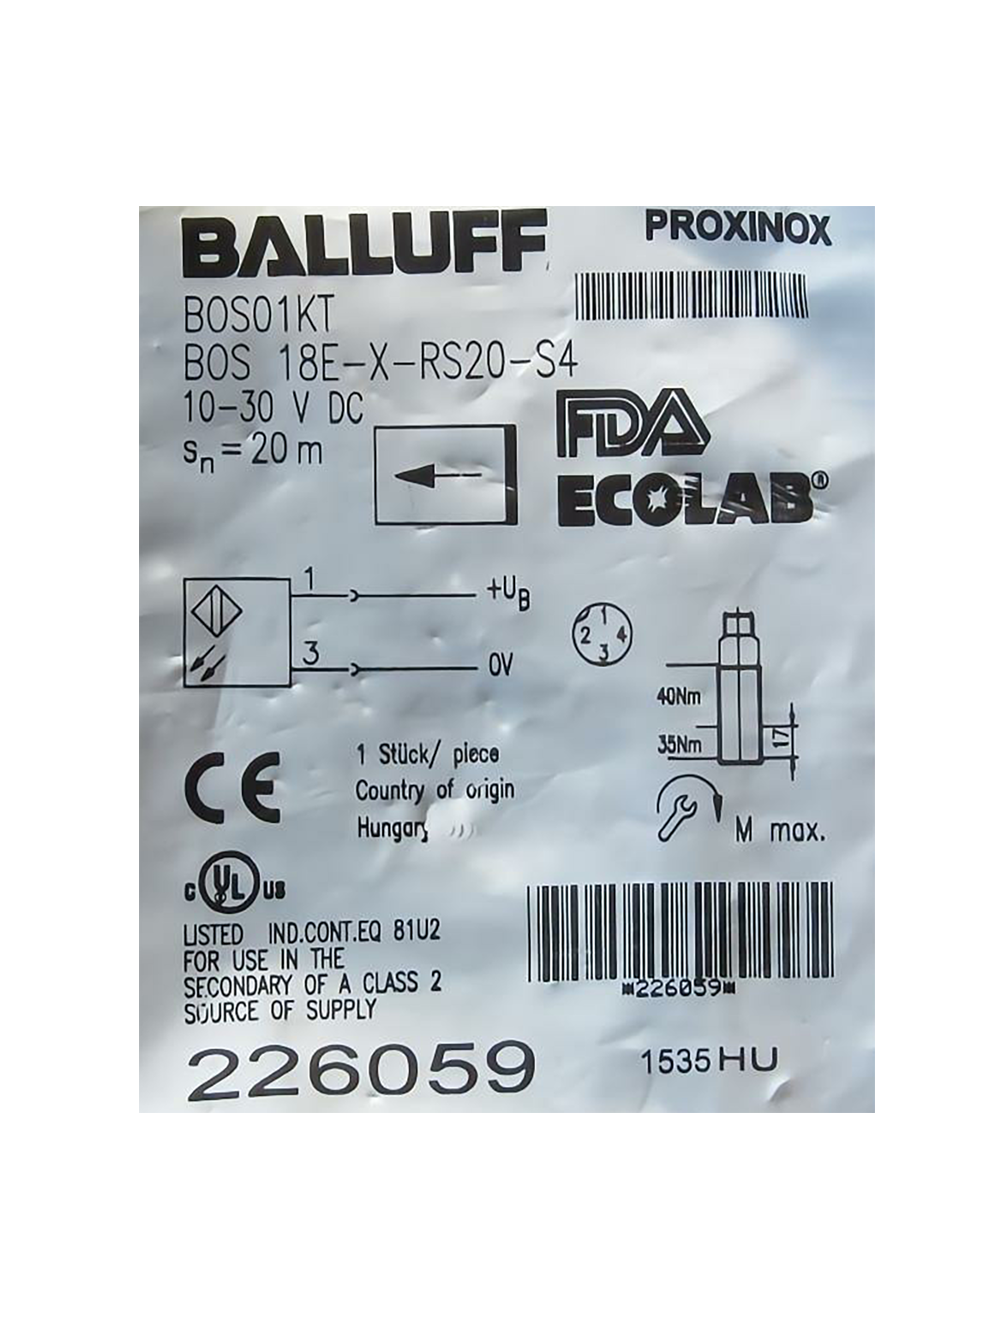 BALLUFF
PROXINOX
BOS01KT
BOS 18E-X-RS20-S4
10-30 V DC
sn = 20 m
FDA
ECOLAB®
1
+UB
3
0V
1
2
4
3
40Nm
35Nm
17
M max.
CE
1 Stück/ piece
Country of origin
Hungary
c UL us
LISTED IND.CONT.EQ 81U2
FOR USE IN THE
SECONDARY OF A CLASS 2
SOURCE OF SUPPLY
*226059*
226059
1535HU